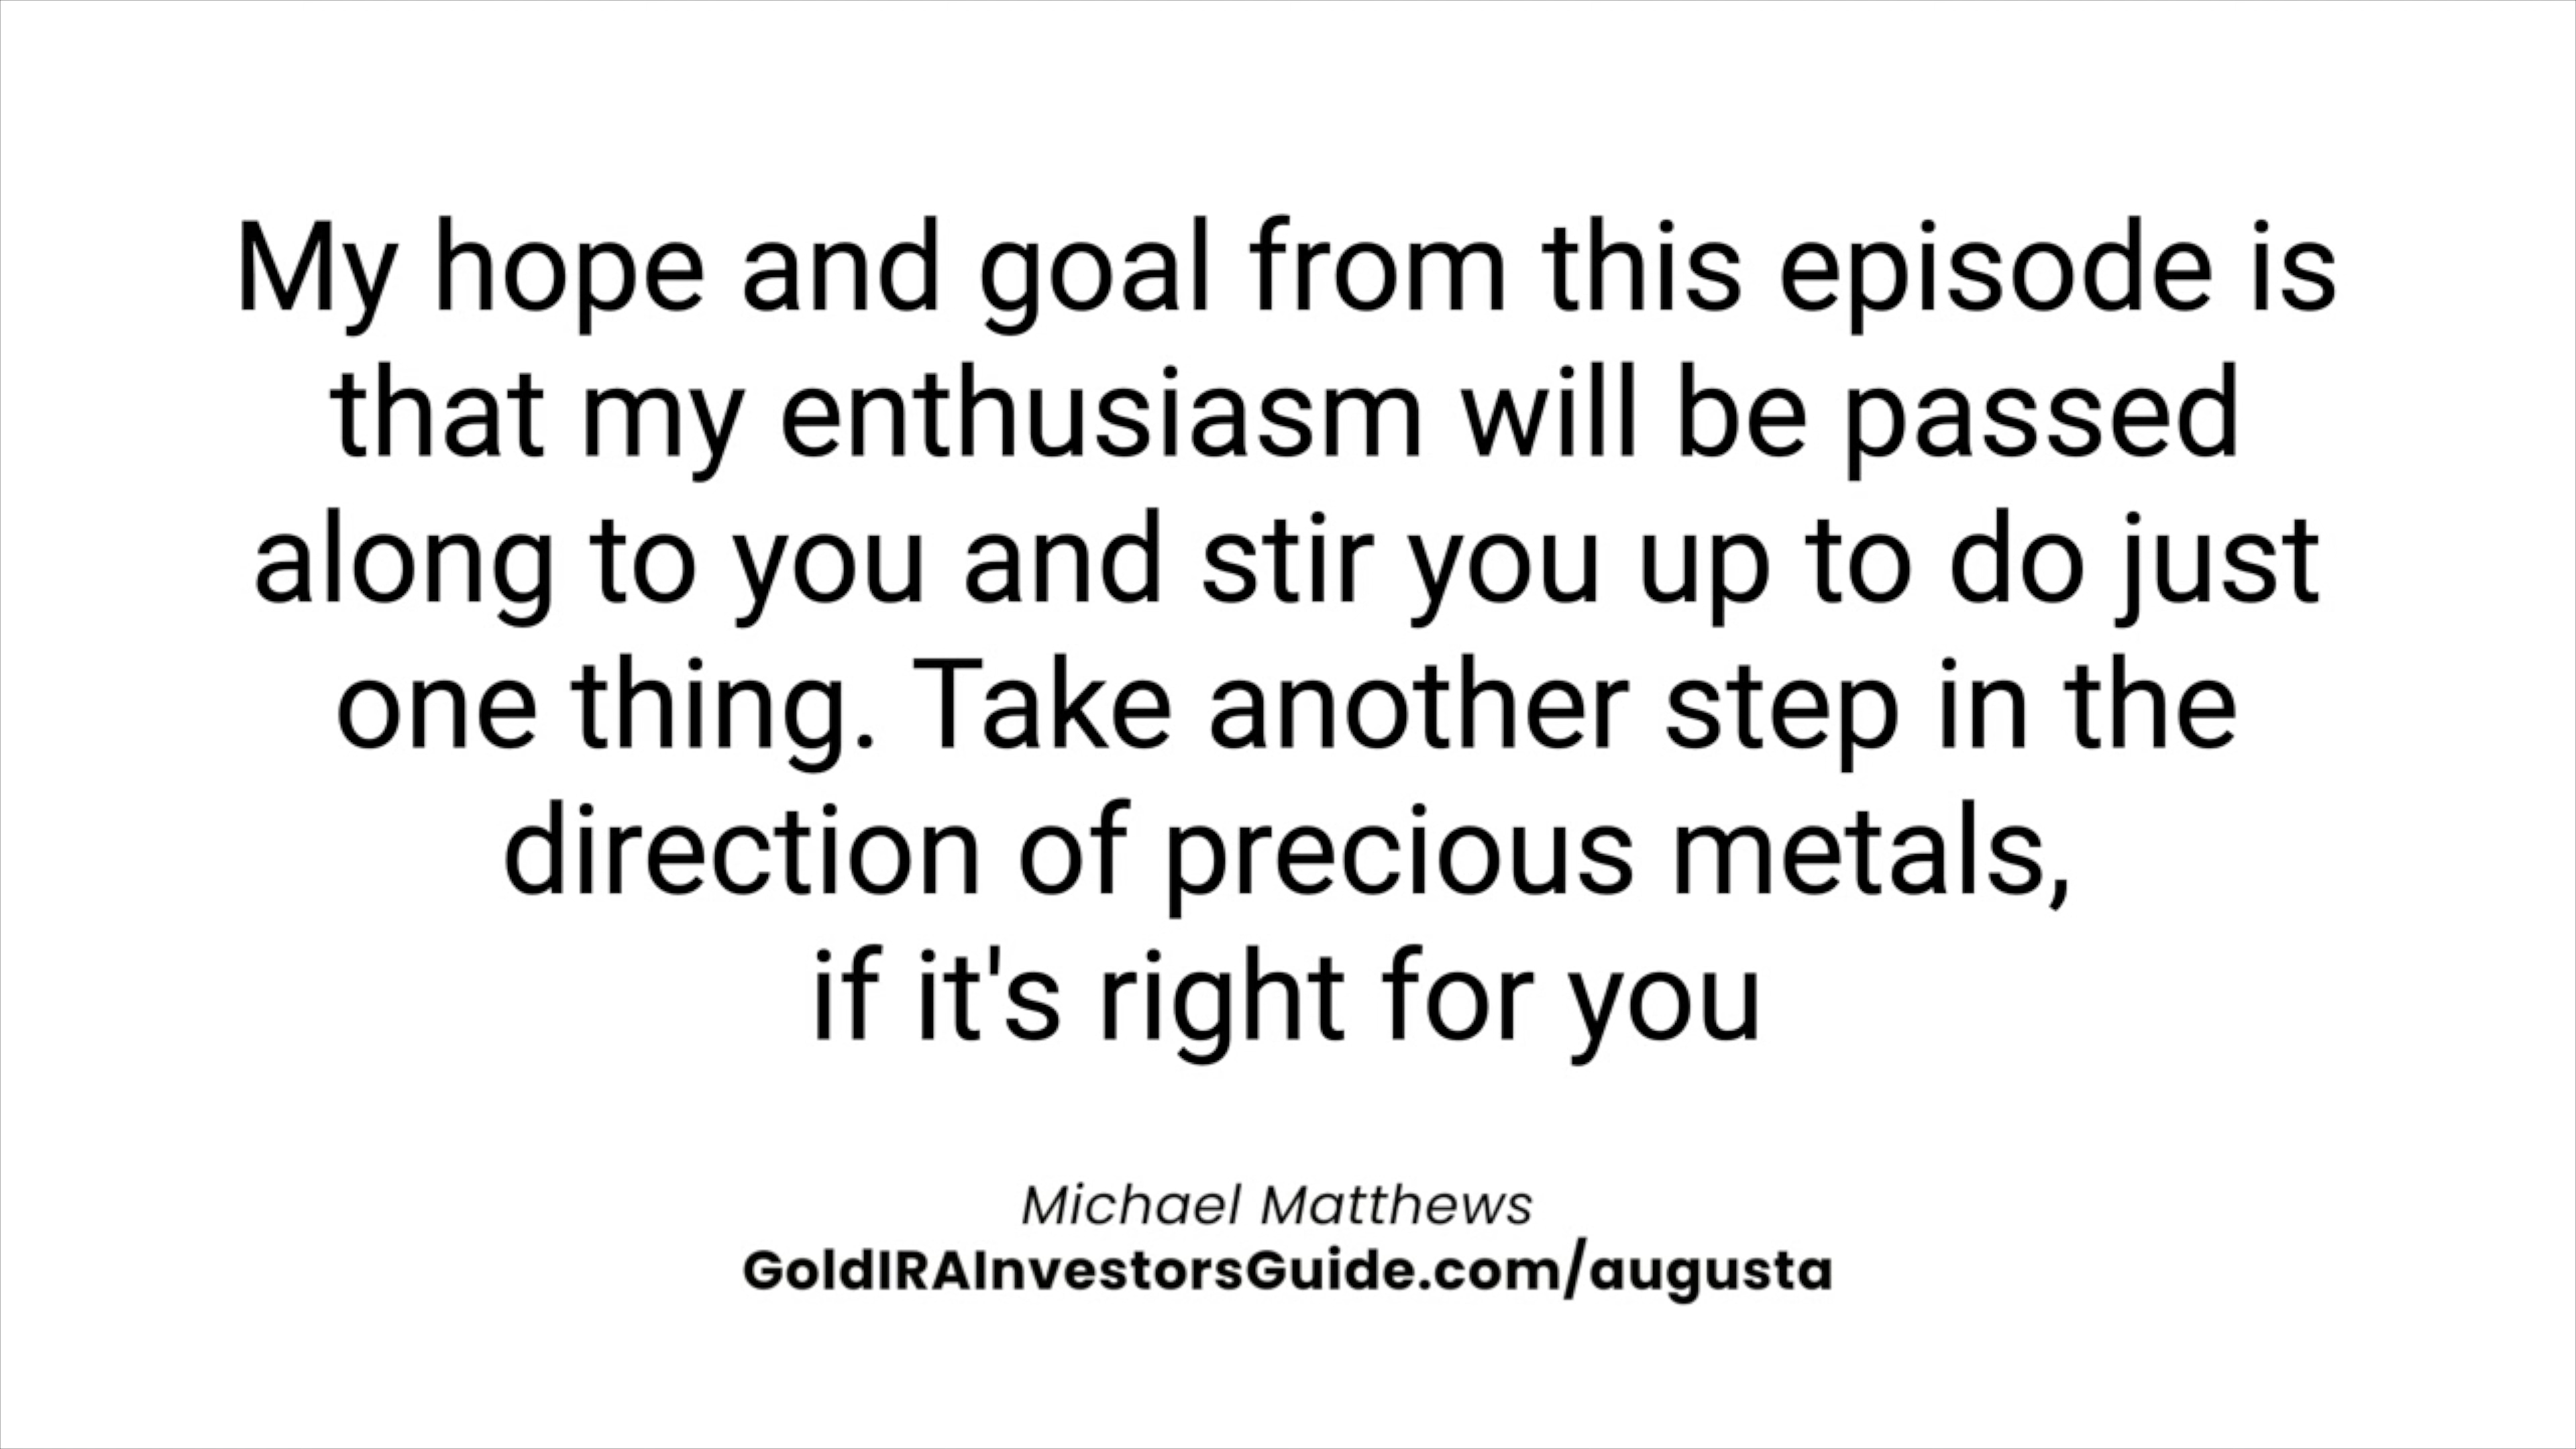 My hope and goal from this episode is
that my enthusiasm will be passed
along to you and stir you up to do just
one thing. Take another step in the
direction of precious metals,
if it's right for you
Michael Matthews
GoldIRAInvestorsGuide.com/augusta